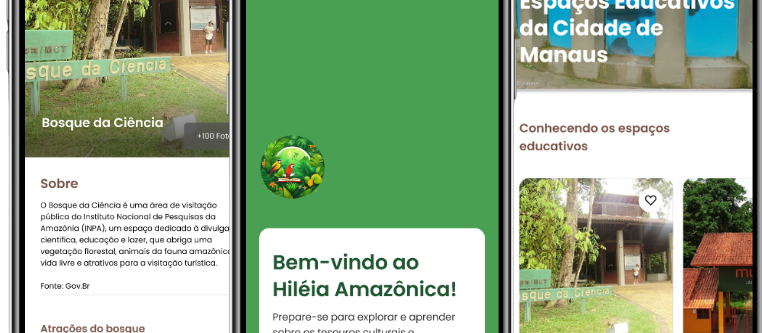 sque da Ciência
Bosque da Ciência
+100 Foto
Sobre
O Bosque da Ciência é uma área de visitação
pública do Instituto Nacional de Pesquisas da
Amazônia (INPA), um espaço dedicado à divulga
científica, educação e lazer, que abriga uma
vegetação florestal, animais da fauna amazônic
vida livre e atrativos para a visitação turística.
Fonte: Gov.Br
Atrações do bosque
Bem-vindo ao
Hiléia Amazônica!
Prepare-se para explorar e aprender
sobre os tesouros culturais e
Espaços Educativos
da Cidade de
Manaus
Conhecendo os espaços
educativos
sque da Ciência
mu